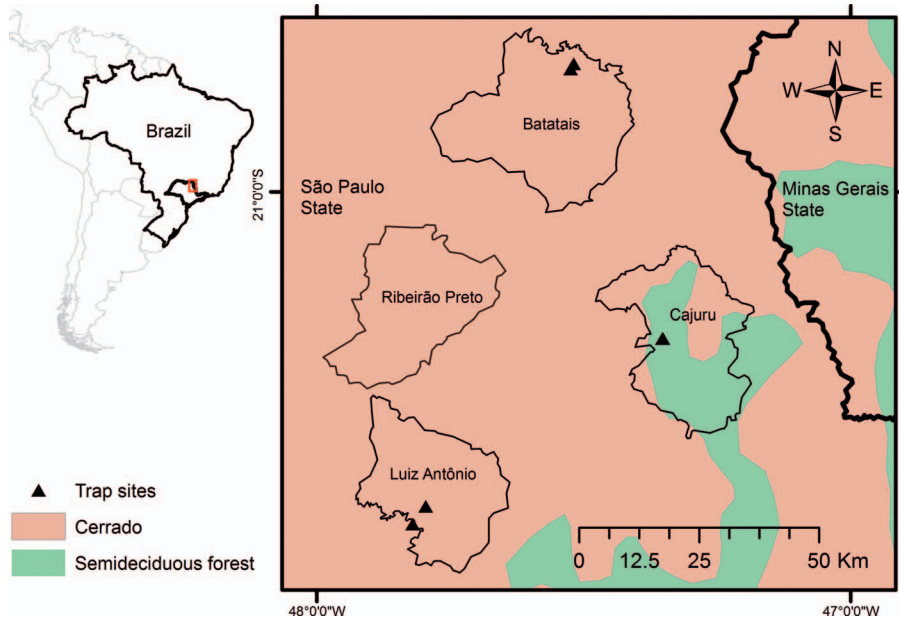 Brazil
Trap sites
Cerrado
Semideciduous forest
21°0'0"S
N
W E
S
Batatais
São Paulo
State
Minas Gerais
State
Ribeirão Preto
Cajuru
Luiz Antônio
0 12.5 25 50 Km
48°0'0"W 47°0'0"W